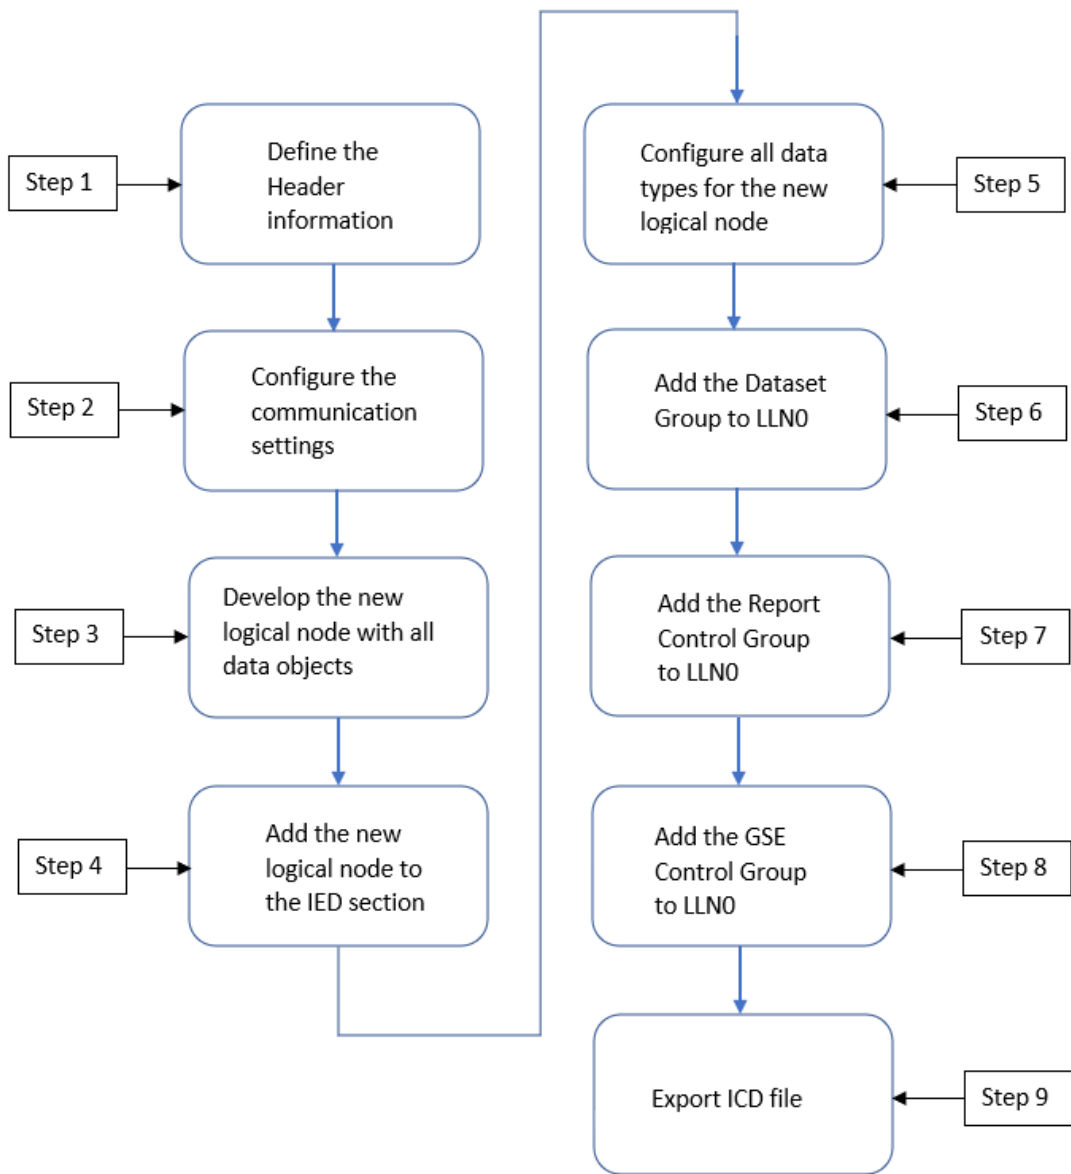 Step 1
Define the
Header
information
Step 2
Configure the
communication
settings
Step 3
Develop the new
logical node with all
data objects
Step 4
Add the new
logical node to
the IED section
Configure all data
types for the new
logical node
Step 5
Add the Dataset
Group to LLN0
Step 6
Add the Report
Control Group
to LLN0
Step 7
Add the GSE
Control Group
to LLN0
Step 8
Export ICD file
Step 9